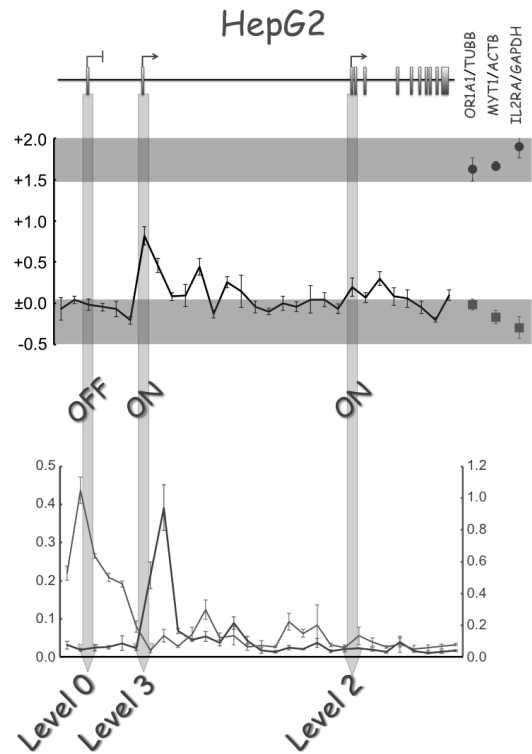 HepG2
OR1A1/TUBB
MYT1/ACTB
IL2RA/GAPDH
+2.0
+1.5
+1.0
+0.5
±0.0
-0.5
OFF
ON
ON
0.5
0.4
0.3
0.2
0.1
0.0
1.2
1.0
0.8
0.6
0.4
0.2
0.0
Level 0
Level 3
Level 2